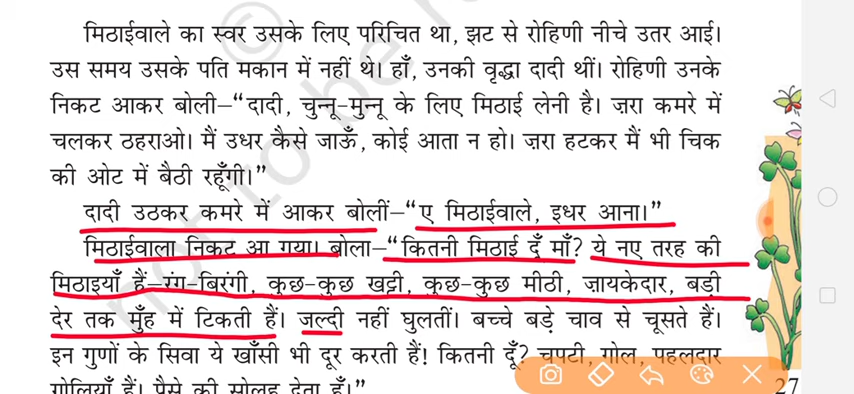 मिठाईवाले का स्वर उसके लिए परिचित था, झट से रोहिणी नीचे उतर आई।
उस समय उसके पति मकान में नहीं थे। हाँ, उनकी वृद्धा दादी थीं। रोहिणी उनके
निकट आकर बोली—“दादी, चुन्नू-मुन्नू के लिए मिठाई लेनी है। ज़रा कमरे में
चलकर ठहराओ। मैं उधर कैसे जाऊँ, कोई आता न हो। ज़रा हटकर मैं भी चिक
की ओट में बैठी रहूँगी।”
दादी उठकर कमरे में आकर बोलीं—“ए मिठाईवाले, इधर आना।”
मिठाईवाला निकट आ गया। बोला—“कितनी मिठाई दूँ माँ? ये नए तरह की
मिठाइयाँ हैं—रंग-बिरंगी, कुछ-कुछ खट्टी, कुछ-कुछ मीठी, जायकेदार, बड़ी
देर तक मुँह में टिकती हैं। जल्दी नहीं घुलतीं। बच्चे बड़े चाव से चूसते हैं।
इन गुणों के सिवा ये खाँसी भी दूर करती हैं! कितनी दूँ? चपटी, गोल, पहलदार
गोलियाँ हैं। पैसे की सोलह देता हूँ।”
27